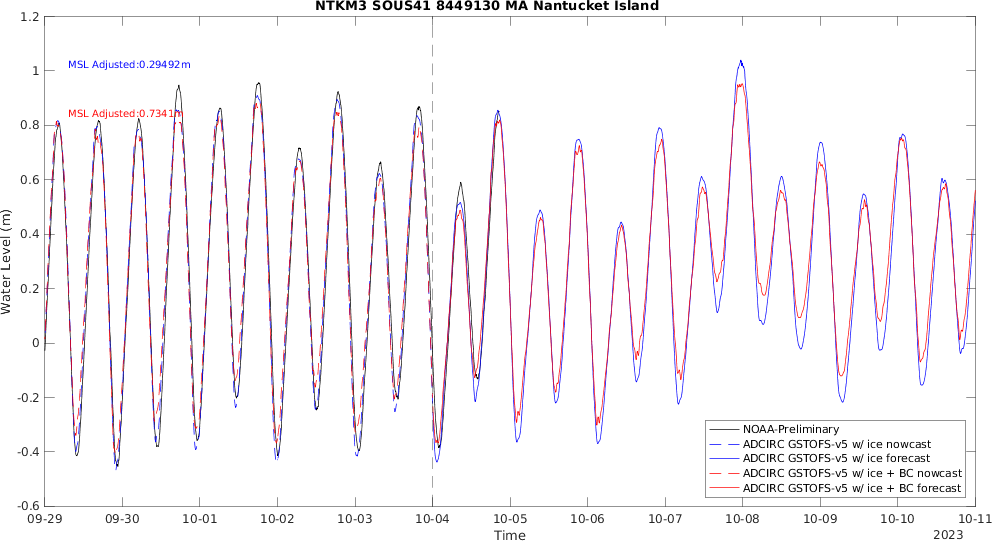 NTKM3 SOUS41 8449130 MA Nantucket Island
1.2
1
0.8
0.6
0.4
0.2
0
-0.2
-0.4
-0.6
Water Level (m)
MSL Adjusted:0.29492m
MSL Adjusted:0.7341m
NOAA-Preliminary
ADCIRC GSTOFS-v5 w/ ice nowcast
ADCIRC GSTOFS-v5 w/ ice forecast
ADCIRC GSTOFS-v5 w/ ice + BC nowcast
ADCIRC GSTOFS-v5 w/ ice + BC forecast
09-29 09-30 10-01 10-02 10-03 10-04 10-05 10-06 10-07 10-08 10-09 10-10 10-11
Time
2023